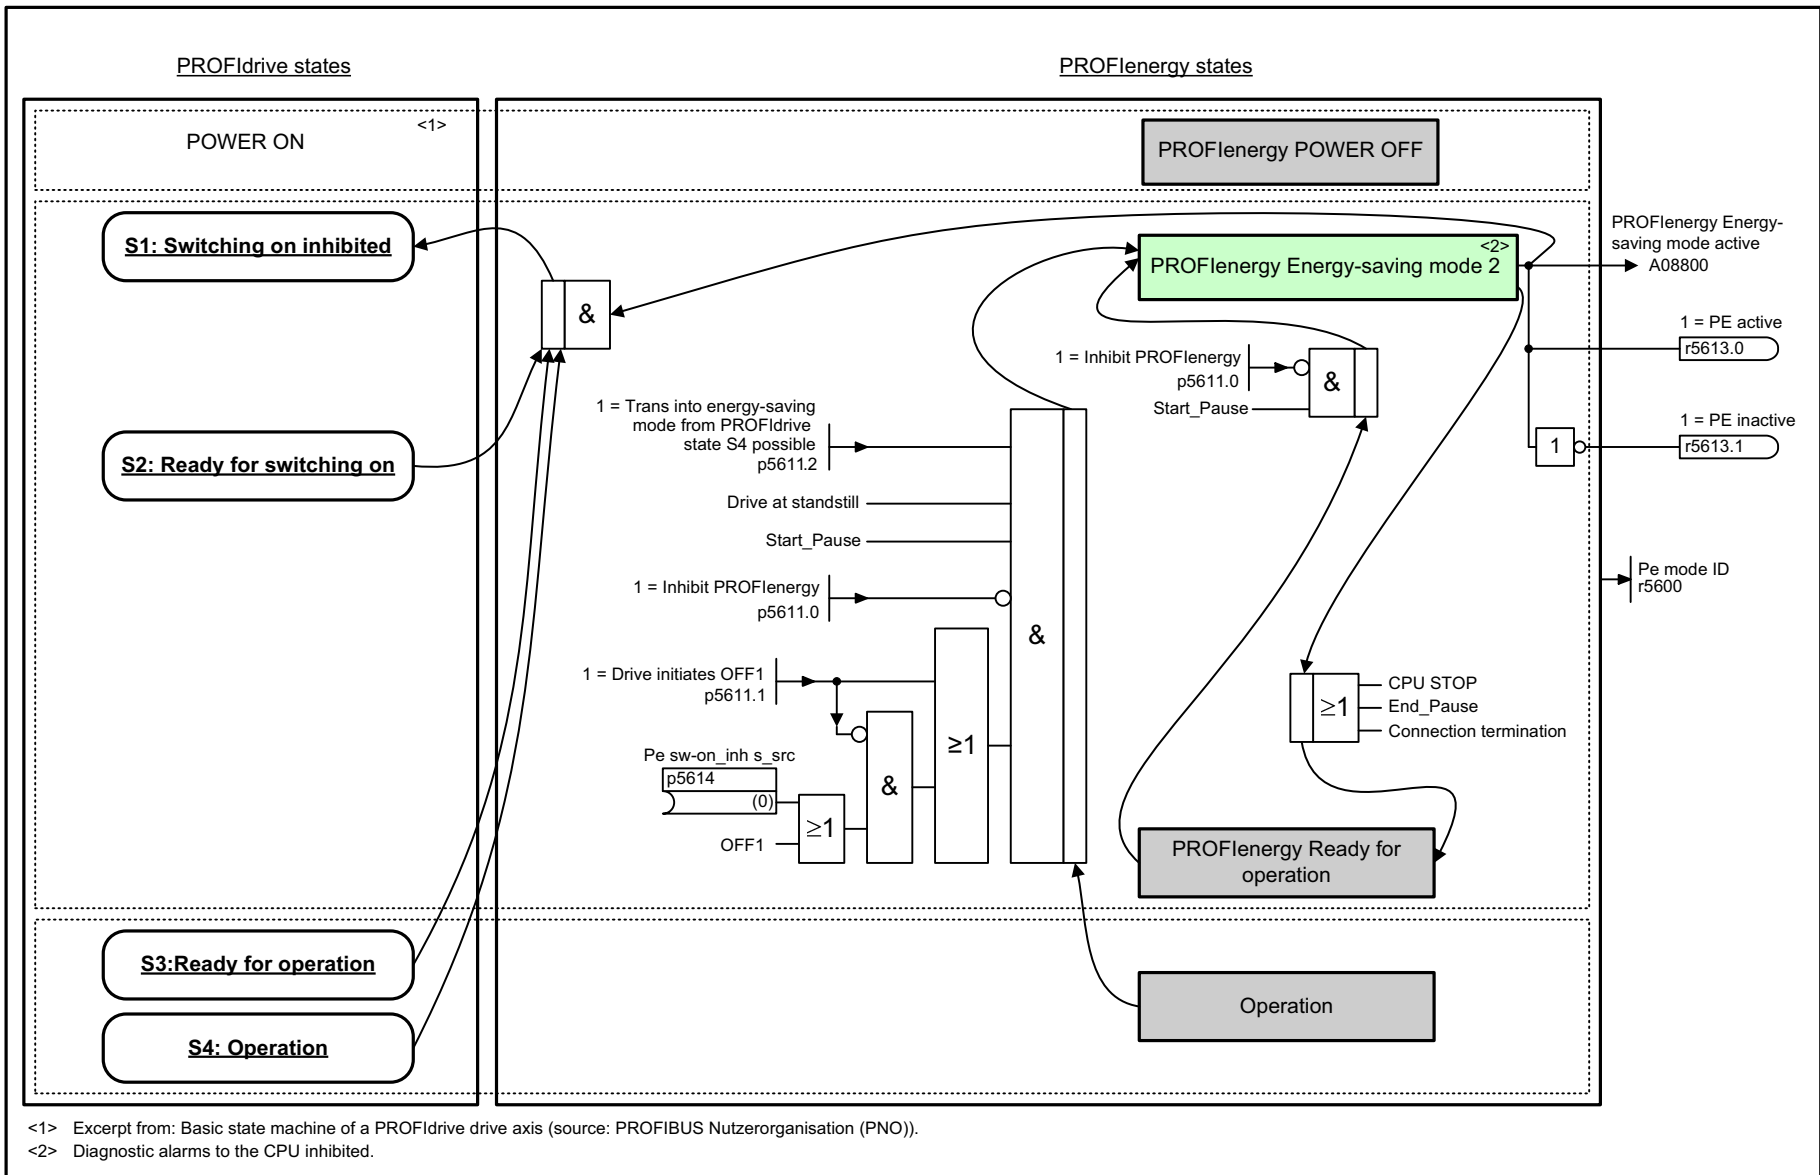 PROFIdrive states
PROFIenergy states
POWER ON
<1>
PROFIenergy POWER OFF
S1: Switching on inhibited
&
<2>
PROFIenergy Energy-saving mode 2
PROFIenergy Energy-
saving mode active
A08800
1 = PE active
r5613.0
1 = Inhibit PROFIenergy
p5611.0
Start_Pause
&
1 = PE inactive
r5613.1
1
S2: Ready for switching on
1 = Trans into energy-saving
mode from PROFIdrive
state S4 possible
p5611.2
Drive at standstill
Start_Pause
1 = Inhibit PROFIenergy
p5611.0
&
Pe mode ID
r5600
1 = Drive initiates OFF1
p5611.1
≥1
&
Pe sw-on_inh s_src
p5614
(0)
≥1
OFF1
≥1
CPU STOP
End_Pause
Connection termination
PROFIenergy Ready for
operation
S3:Ready for operation
Operation
S4: Operation
<1> Excerpt from: Basic state machine of a PROFIdrive drive axis (source: PROFIBUS Nutzerorganisation (PNO)).
<2> Diagnostic alarms to the CPU inhibited.